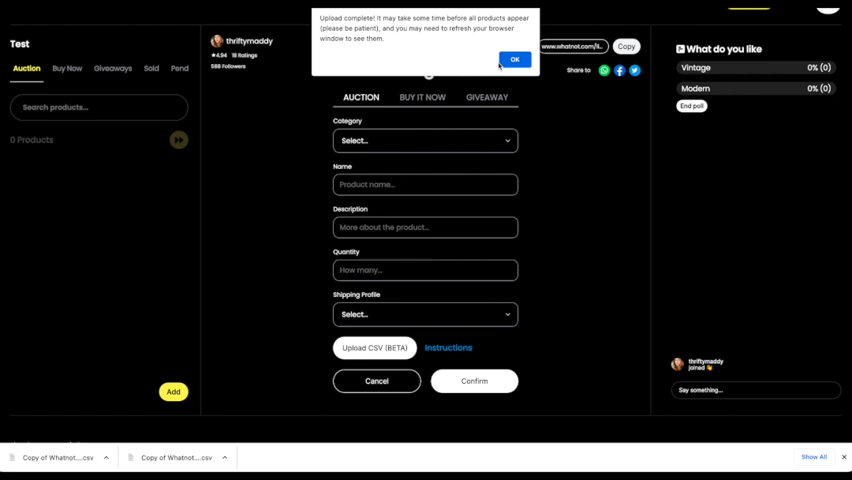 Upload complete! It may take some time before all products appear
(please be patient), and you may need to refresh your browser
window to see them.
OK
Test
Auction Buy Now Giveaways Sold Pend
Search products...
0 Products
Add
thriftymaddy
4.94 18 Ratings
588 Followers
www.whatnot.com/li...
Copy
Share to
AUCTION BUY IT NOW GIVEAWAY
Category
Select...
Name
Product name...
Description
More about the product...
Quantity
How many...
Shipping Profile
Select...
Upload CSV (BETA) Instructions
Cancel Confirm
What do you like
Vintage 0% (0)
Modern 0% (0)
End poll
thriftymaddy
joined 👋
Say something...
Copy of Whatnot....csv Copy of Whatnot....csv Show All